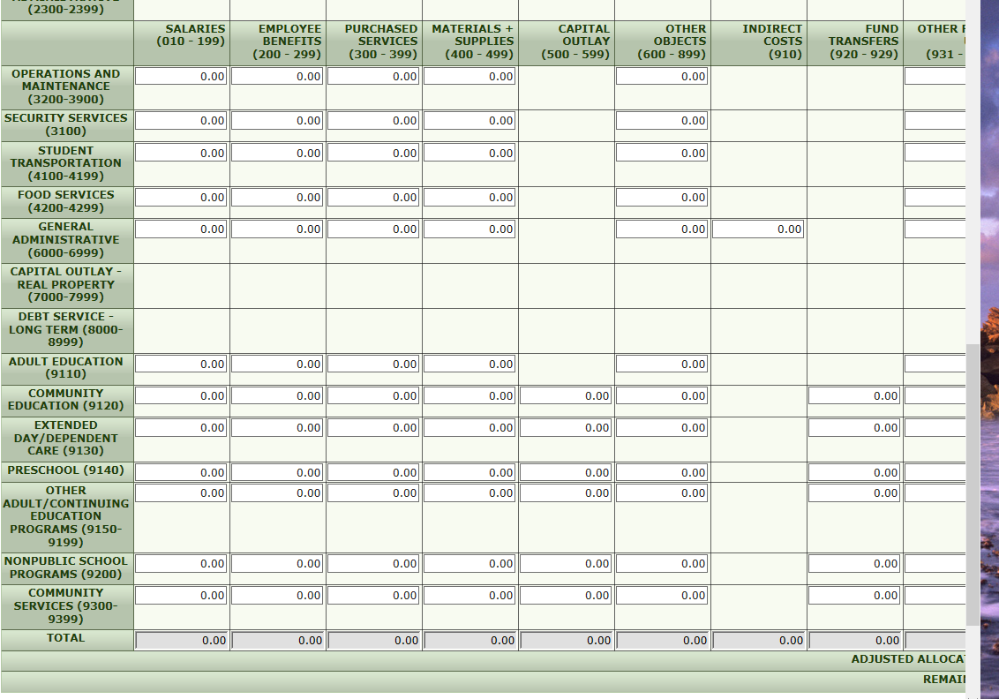 (2300-2399)
SALARIES (010 - 199) EMPLOYEE BENEFITS (200 - 299) PURCHASED SERVICES (300 - 399) MATERIALS + SUPPLIES (400 - 499) CAPITAL OUTLAY (500 - 599) OTHER OBJECTS (600 - 899) INDIRECT COSTS (910) FUND TRANSFERS (920 - 929) OTHER (931 -
OPERATIONS AND MAINTENANCE (3200-3900) 0.00 0.00 0.00 0.00 0.00
SECURITY SERVICES (3100) 0.00 0.00 0.00 0.00 0.00
STUDENT TRANSPORTATION (4100-4199) 0.00 0.00 0.00 0.00 0.00
FOOD SERVICES (4200-4299) 0.00 0.00 0.00 0.00 0.00
GENERAL ADMINISTRATIVE (6000-6999) 0.00 0.00 0.00 0.00 0.00 0.00
CAPITAL OUTLAY - REAL PROPERTY (7000-7999)
DEBT SERVICE - LONG TERM (8000-8999)
ADULT EDUCATION (9110) 0.00 0.00 0.00 0.00 0.00
COMMUNITY EDUCATION (9120) 0.00 0.00 0.00 0.00 0.00 0.00 0.00
EXTENDED DAY/DEPENDENT CARE (9130) 0.00 0.00 0.00 0.00 0.00 0.00 0.00
PRESCHOOL (9140) 0.00 0.00 0.00 0.00 0.00 0.00 0.00
OTHER ADULT/CONTINUING EDUCATION PROGRAMS (9150-9199) 0.00 0.00 0.00 0.00 0.00 0.00 0.00
NONPUBLIC SCHOOL PROGRAMS (9200) 0.00 0.00 0.00 0.00 0.00 0.00 0.00
COMMUNITY SERVICES (9300-9399) 0.00 0.00 0.00 0.00 0.00 0.00 0.00
TOTAL 0.00 0.00 0.00 0.00 0.00 0.00 0.00 0.00
ADJUSTED ALLOCA
REMAI